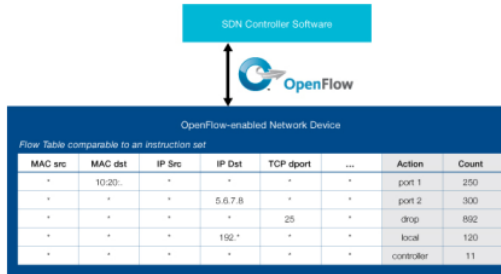 SDN Controller Software
OpenFlow
OpenFlow-enabled Network Device
Flow Table comparable to an instruction set
MAC src MAC dst IP Src IP Dst TCP dport ... Action Count
* 10:20:. * * * * port 1 250
* * * 5.6.7.8 * * port 2 300
* * * * 25 * drop 892
* * * 192.* * * local 120
* * * * * * controller 11